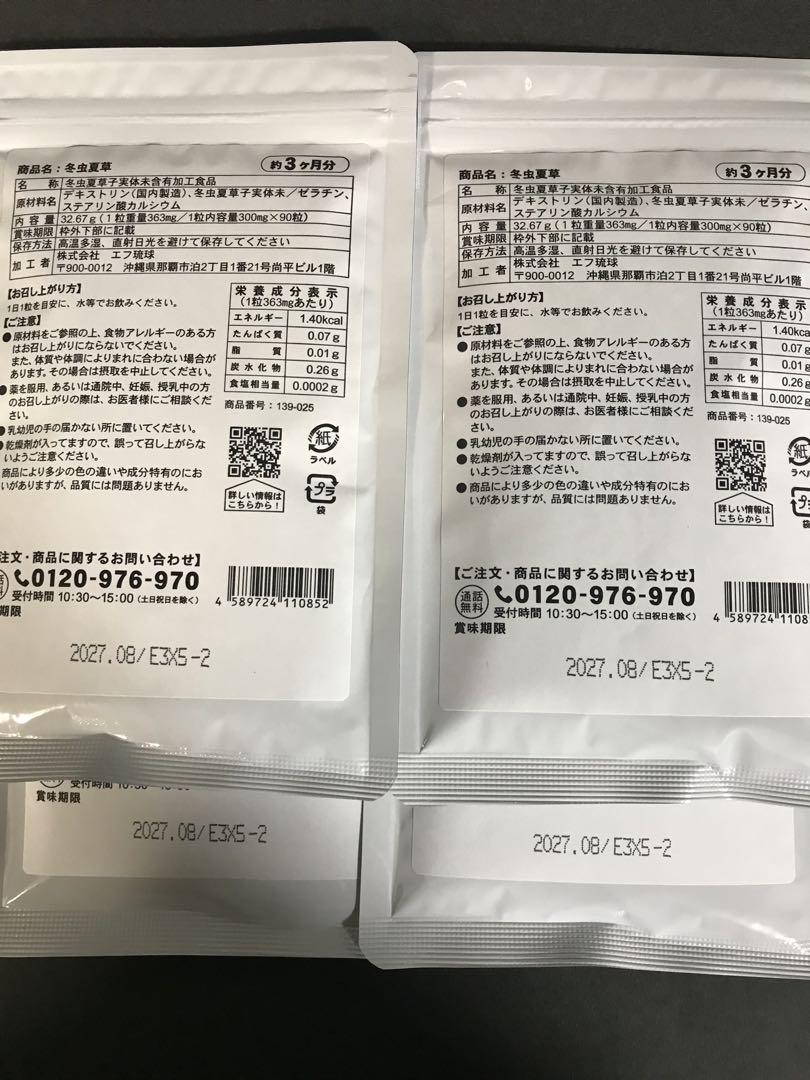 商品名：冬虫夏草
約3ヶ月分
名 称 冬虫夏草子実体末含有加工食品
原材料名 デキストリン（国内製造）、冬虫夏草子実体末／ゼラチン、
ステアリン酸カルシウム
内容量 32.67g（1粒重量363mg／1粒内容量300mg×90粒）
賞味期限 枠外下部に記載
保存方法 高温多湿、直射日光を避けて保存してください
加工者 株式会社 エフ琉球
〒900-0012 沖縄県那覇市泊2丁目1番21号尚平ビル1階
【お召し上がり方】
1日1粒を目安に、水等でお飲みください。
【ご注意】
●原材料をご参照の上、食物アレルギーのある方
はお召し上がりにならないでください。
また、体質や体調によりまれに合わない場合が
あります。その場合は摂取を中止してください。
●薬を服用、あるいは通院中、妊娠、授乳中の方
のお召し上がりの際は、お医者様にご相談くだ
さい。
●乳幼児の手の届かない所に置いてください。
●乾燥剤が入ってますので、誤って召し上がらな
いようご注意ください。
商品により多少の色の違いや成分特有のにお
いがありますが、品質には問題ありません。
栄養成分表示
（1粒363mgあたり）
エネルギー 1.40kcal
たんぱく質 0.07g
脂質 0.01g
炭水化物 0.26g
食塩相当量 0.0002g
商品番号：139-025
紙
ラベル
プラ
袋
詳しい情報は
こちらから！
注文・商品に関するお問い合わせ】
0120-976-970
受付時間 10:30～15:00（土日祝日を除く）
期限
4 589724 110852
2027.08/E3X5-2
商品名：冬虫夏草
約3ヶ月分
名 称 冬虫夏草子実体末含有加工食品
原材料名 デキストリン（国内製造）、冬虫夏草子実体末／ゼラチン、
ステアリン酸カルシウム
内容量 32.67g（1粒重量363mg／1粒内容量300mg×90粒）
賞味期限 枠外下部に記載
保存方法 高温多湿、直射日光を避けて保存してください
加工者 株式会社 エフ琉球
〒900-0012 沖縄県那覇市泊2丁目1番21号尚平ビル1階
【お召し上がり方】
1日1粒を目安に、水等でお飲みください。
【ご注意】
●原材料をご参照の上、食物アレルギーのある方
はお召し上がりにならないでください。
また、体質や体調によりまれに合わない場合が
あります。その場合は摂取を中止してください。
●薬を服用、あるいは通院中、妊娠、授乳中の方
のお召し上がりの際は、お医者様にご相談くだ
さい。
●乳幼児の手の届かない所に置いてください。
●乾燥剤が入ってますので、誤って召し上がらな
いようご注意ください。
●商品により多少の色の違いや成分特有のにお
いがありますが、品質には問題ありません。
栄養成分表示
（1粒363mgあたり）
エネルギー 1.40kca
たんぱく質 0.07g
脂質 0.01g
炭水化物 0.26g
食塩相当量 0.0002g
商品番号：139-025
紙
ラベ
プラ
袋
詳しい情報は
こちらから！
【ご注文・商品に関するお問い合わせ】
通話無料 0120-976-970
受付時間 10:30～15:00（土日祝日を除く）
賞味期限
4 589724 1108
2027.08/E3X5-2
受付時間
賞味期限
2027.08/E3X5-2
2027.08/E3X5-2